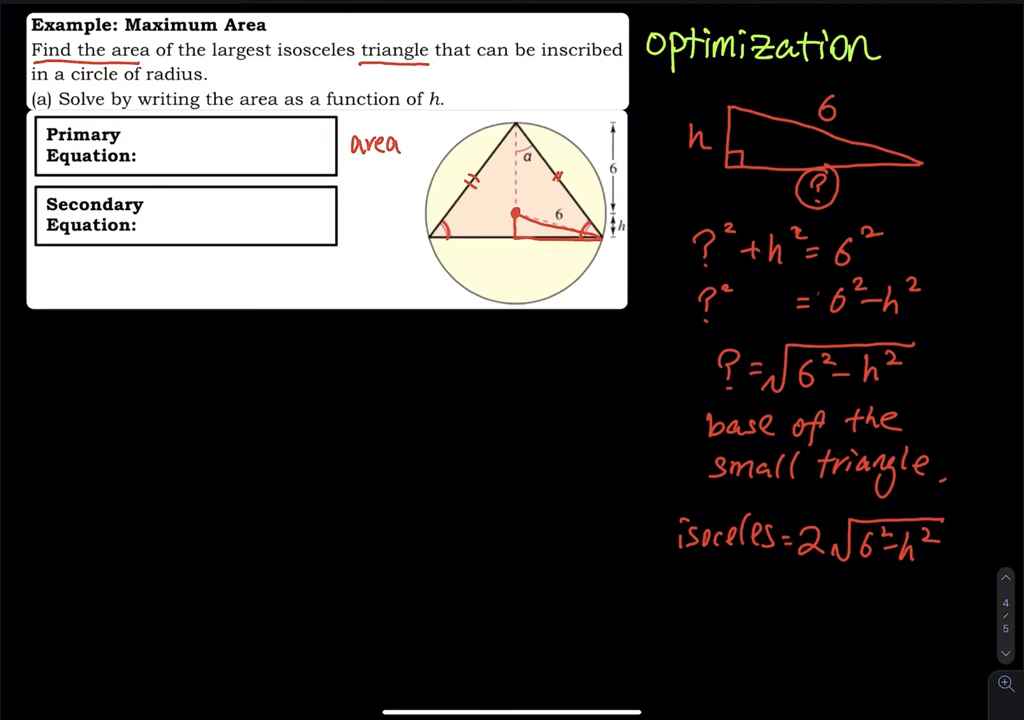 Example: Maximum Area
Find the area of the largest isosceles triangle that can be inscribed
in a circle of radius.
(a) Solve by writing the area as a function of h.
Primary
Equation:
area
Secondary
Equation:
a
6
6
h
optimization
h
6
?
?² + h² = 6²
?² = 6² - h²
? = √(6² - h²)
base of the
small triangle.
isoceles = 2√(6² - h²)
4
/
5